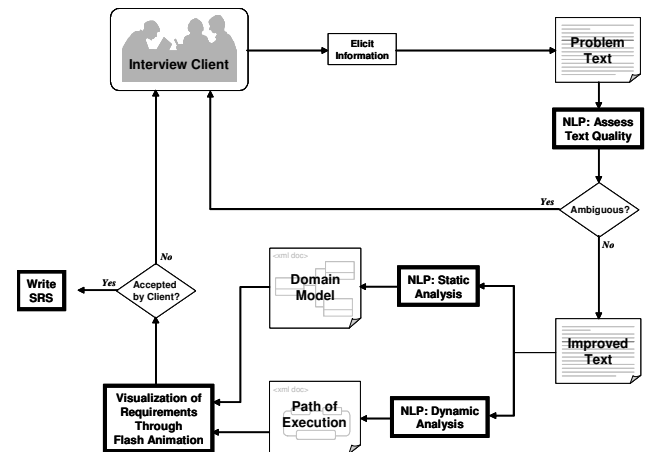 Interview Client
Elicit
Information
Problem
Text
NLP: Assess
Text Quality
Ambiguous?
Yes
No
Improved
Text
NLP: Static
Analysis
NLP: Dynamic
Analysis
<xml doc>
Domain
Model
<xml doc>
Path of
Execution
Visualization of
Requirements
Through
Flash Animation
Accepted
by Client?
No
Yes
Write
SRS